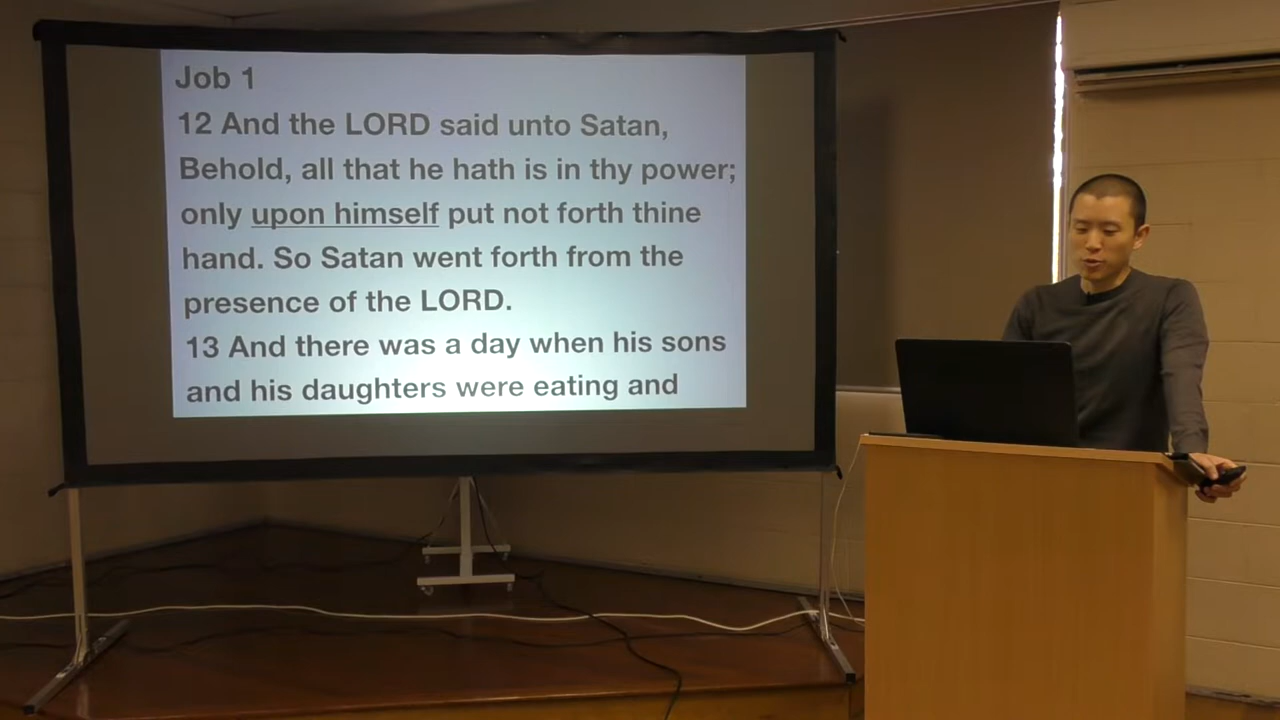 Job 1
12 And the LORD said unto Satan,
Behold, all that he hath is in thy power;
only upon himself put not forth thine
hand. So Satan went forth from the
presence of the LORD.
13 And there was a day when his sons
and his daughters were eating and